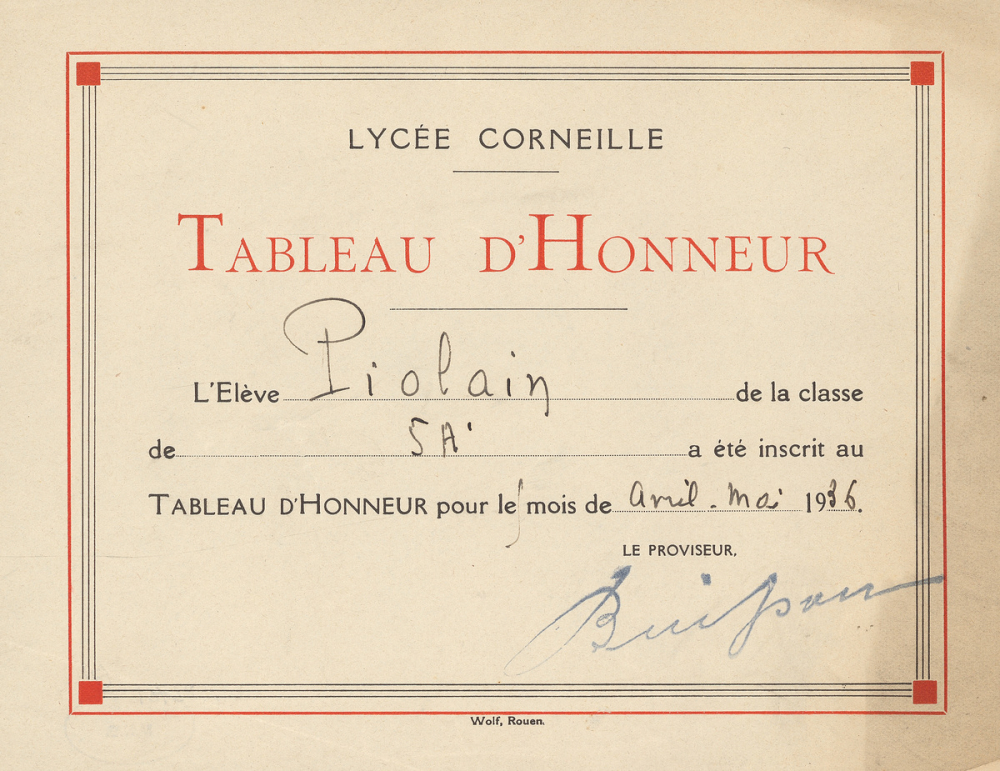 LYCÉE CORNEILLE
TABLEAU D'HONNEUR
L'Elève Piolain de la classe
de 5A' a été inscrit au
TABLEAU D'HONNEUR pour les mois de Avril - Mai 1936.
LE PROVISEUR,
Buisson
Wolf, Rouen.